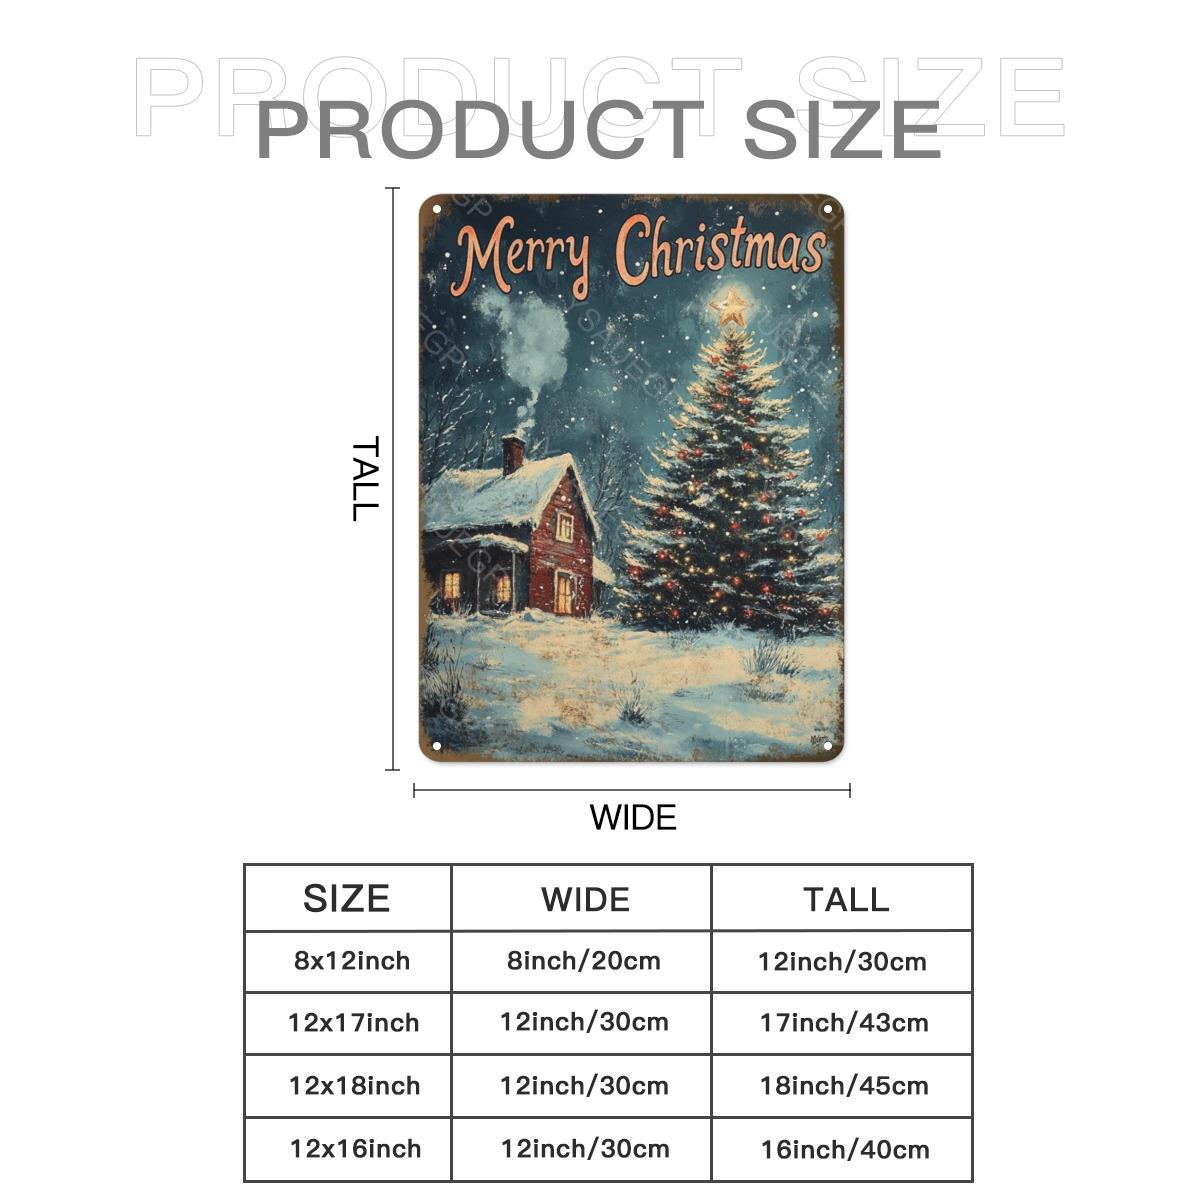 PRODUCT SIZE
PRODUCT SIZE
Merry Christmas
TALL
WIDE
SIZE WIDE TALL
8x12inch 8inch/20cm 12inch/30cm
12x17inch 12inch/30cm 17inch/43cm
12x18inch 12inch/30cm 18inch/45cm
12x16inch 12inch/30cm 16inch/40cm